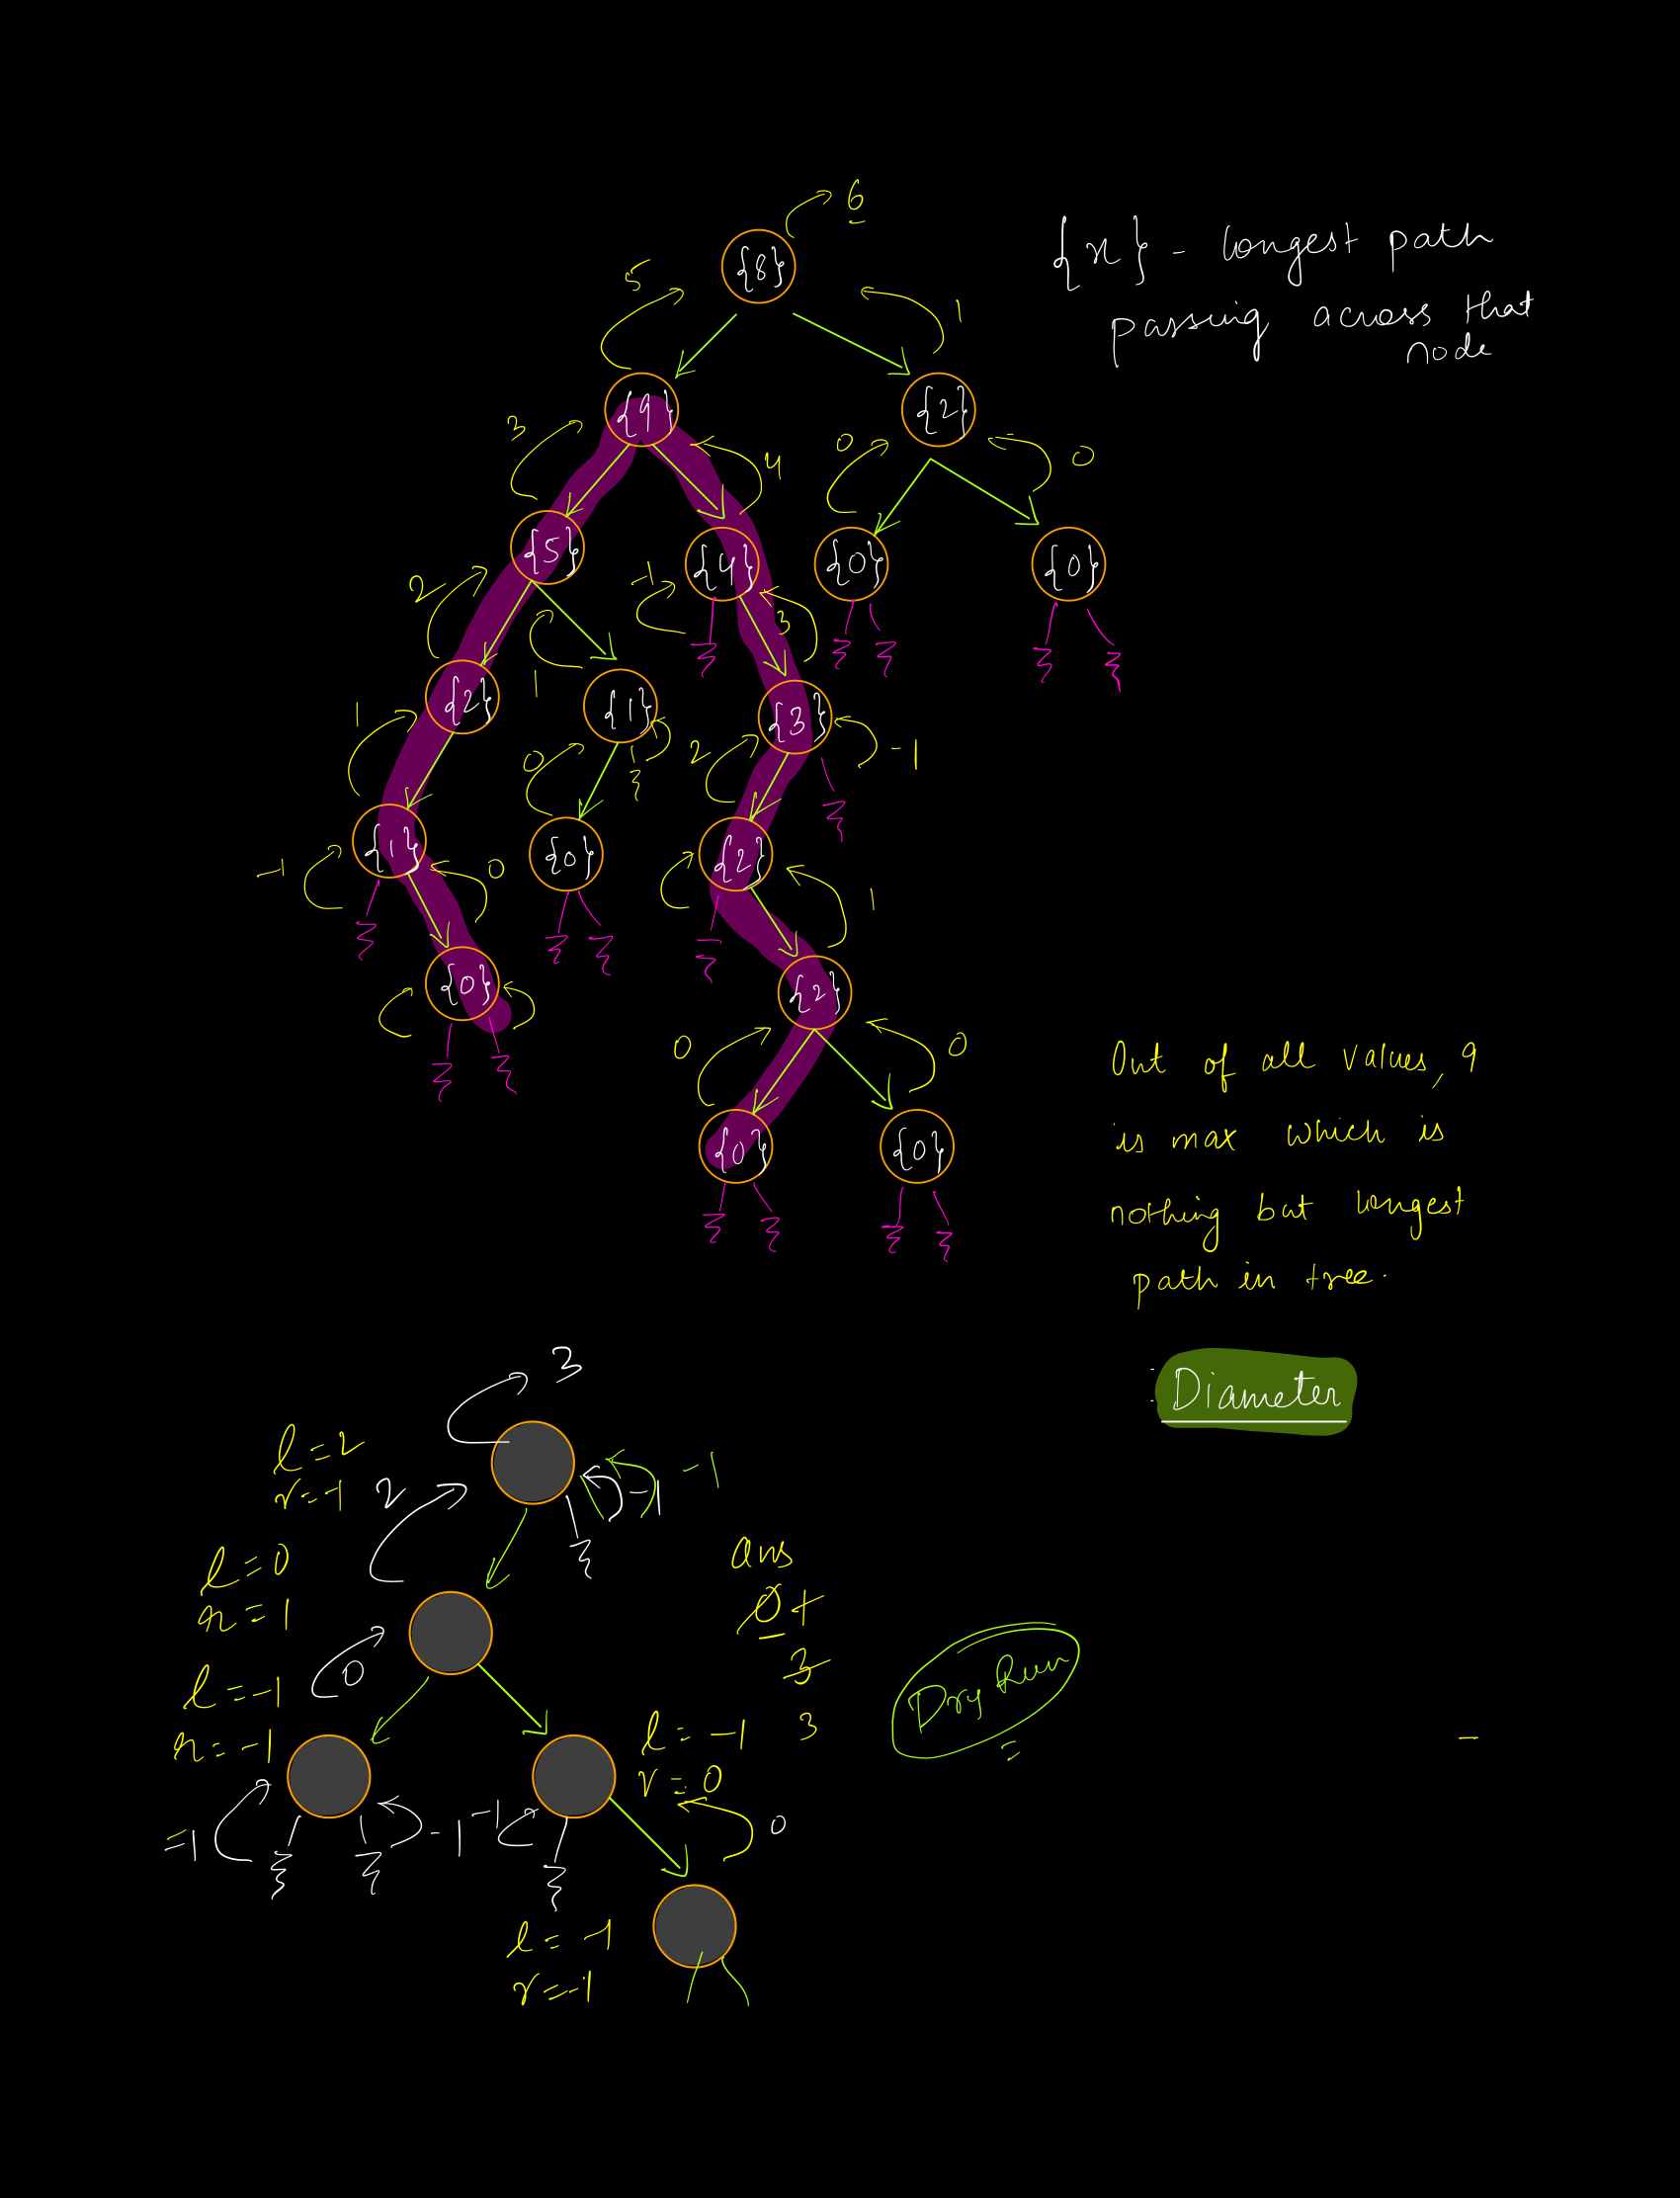 6
{8}
{x} - longest path
passing across that
node
5
1
{9}
{2}
3
4
0
0
{5}
{4}
{0}
{0}
2
-1
3
1
{2}
{1}
{3}
1
0
2
-1
{1}
{0}
{2}
-1
0
1
{0}
{2}
0
0
{0}
{0}
Out of all values, 9
is max which is
nothing but longest
path in tree.
Diameter
3
l=2
r=-1
2
-1
-1
l=0
r=1
ans
0
3
3
0
l=-1
r=-1
Dry Run
l=-1
r=0
-1
-1
-1
0
l=-1
r=-1